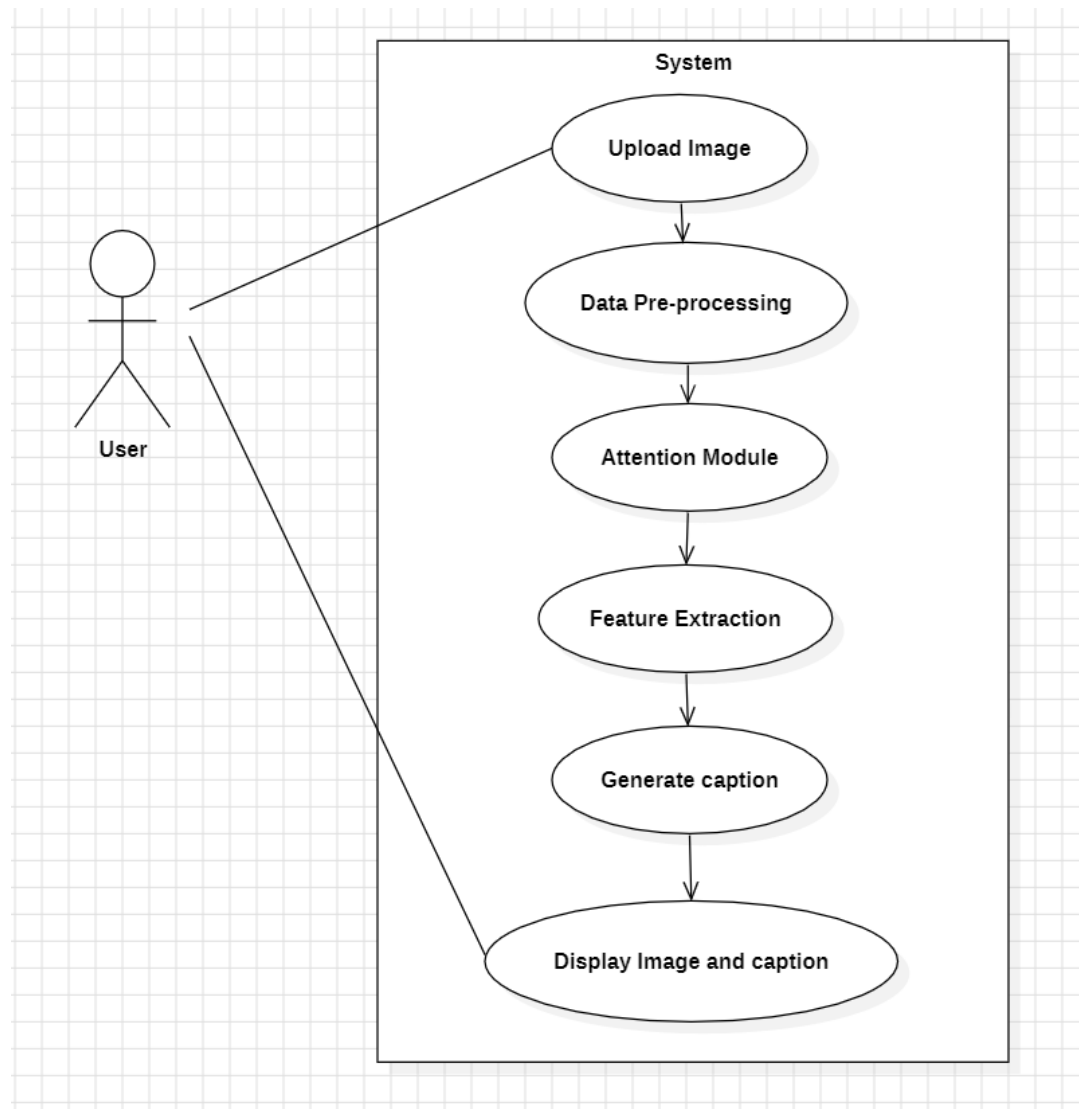 System
Upload Image
Data Pre-processing
User
Attention Module
Feature Extraction
Generate caption
Display Image and caption